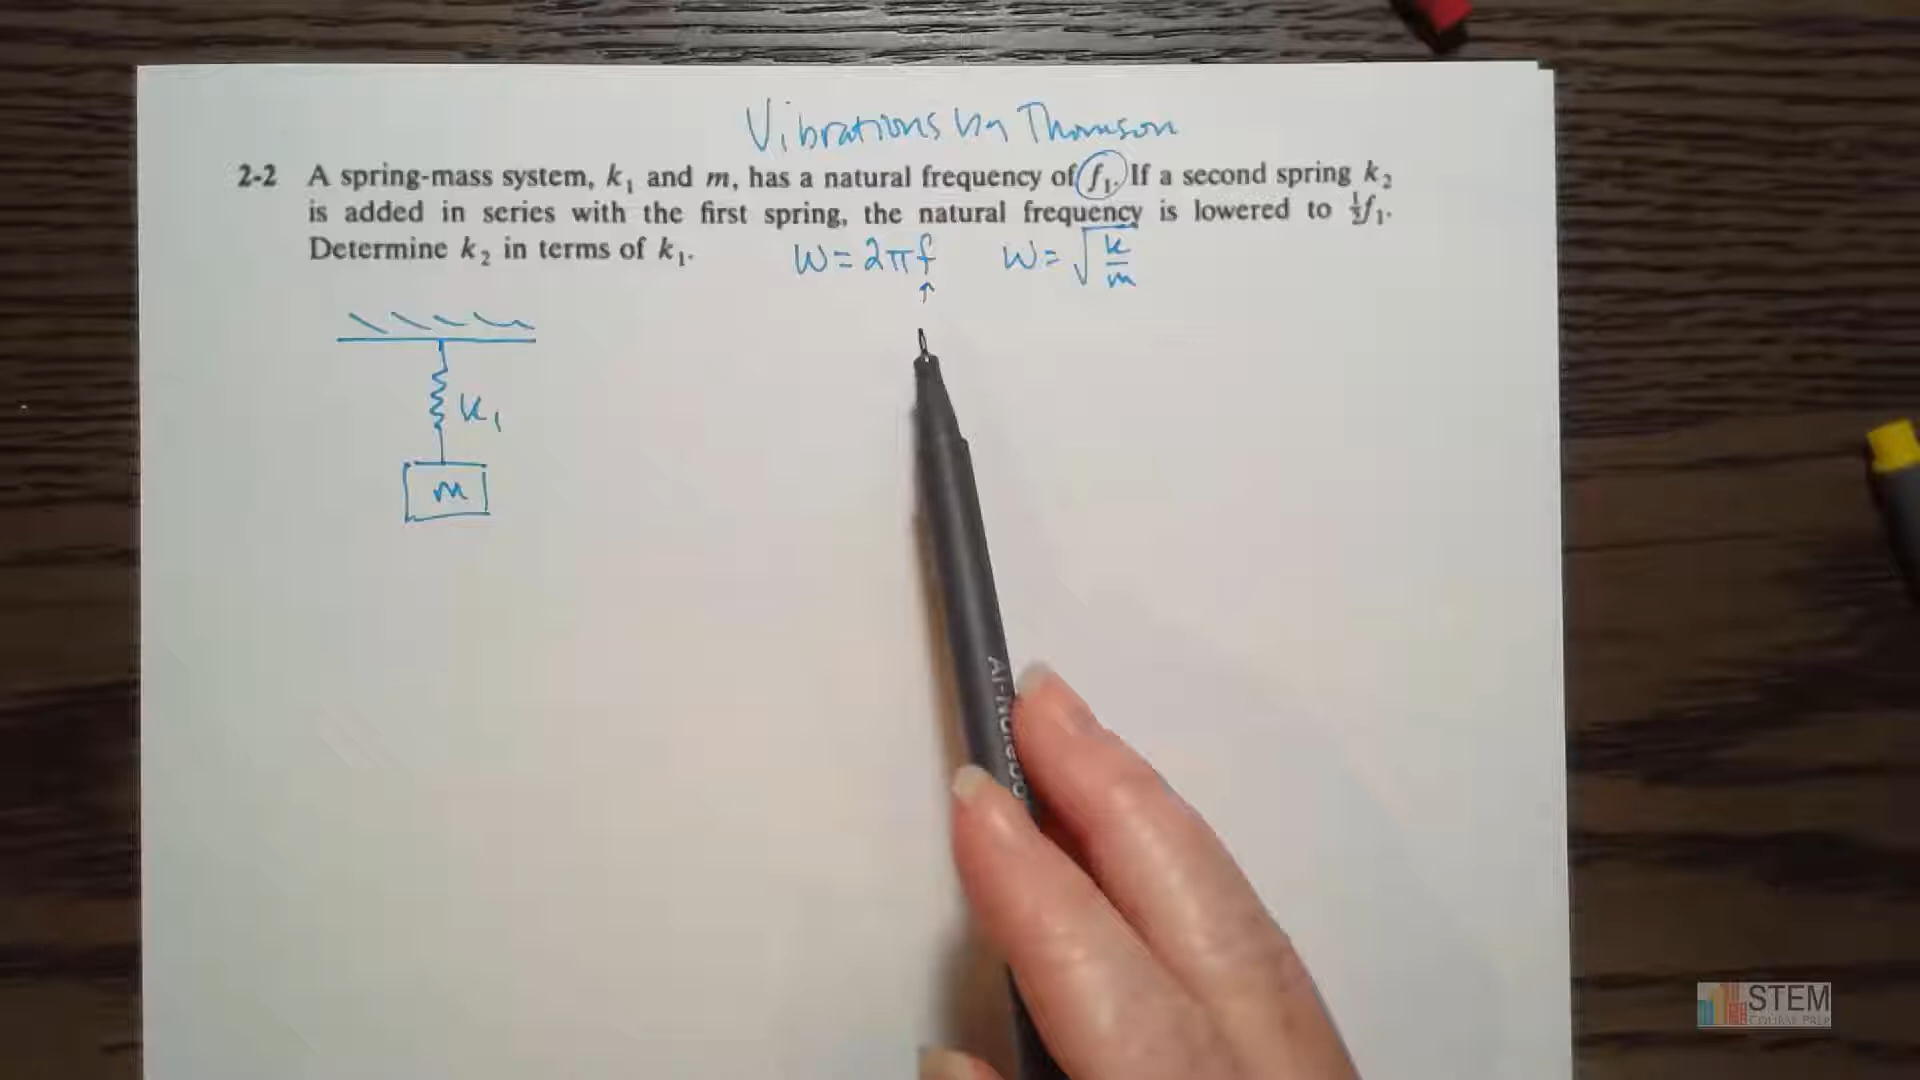 Vibrations by Thomson
2-2 A spring-mass system, k₁ and m, has a natural frequency of f₁. If a second spring k₂
is added in series with the first spring, the natural frequency is lowered to ½f₁.
Determine k₂ in terms of k₁.
W = 2πf W = √k/m
↑
k₁
m
STEM
COURSE PREP